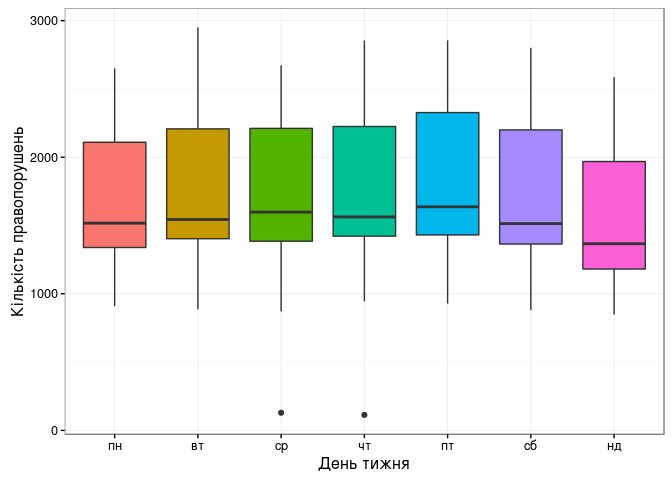 Кількість правопорушень
3000
2000
1000
0
пн вт ср чт пт сб нд
День тижня